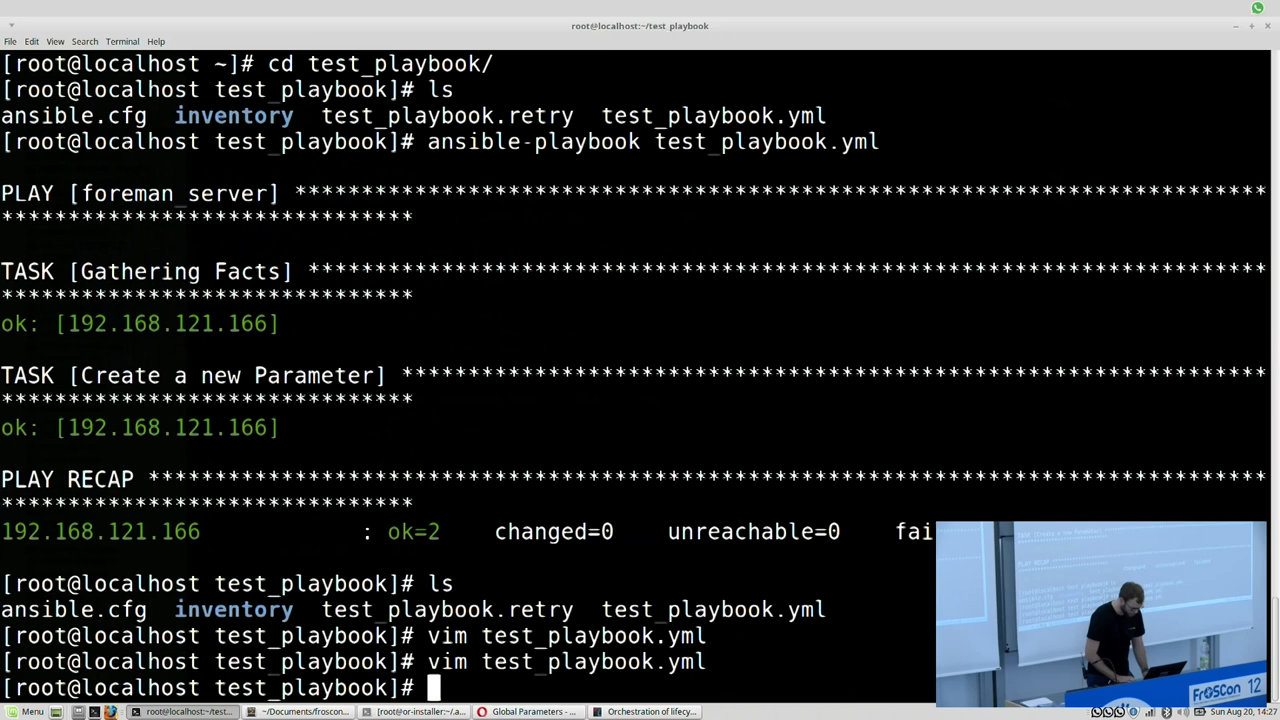 root@localhost:~/test playbook
File Edit View Search Terminal Help
[root@localhost ~]# cd test_playbook/
[root@localhost test_playbook]# ls
ansible.cfg inventory test_playbook.retry test_playbook.yml
[root@localhost test_playbook]# ansible-playbook test_playbook.yml
PLAY [foreman_server] *****************************************************************************
*******************************
TASK [Gathering Facts] ****************************************************************************
*******************************
ok: [192.168.121.166]
TASK [Create a new Parameter] *********************************************************************
*******************************
ok: [192.168.121.166]
PLAY RECAP ****************************************************************************************
*******************************
192.168.121.166 : ok=2 changed=0 unreachable=0 fai
[root@localhost test_playbook]# ls
ansible.cfg inventory test_playbook.retry test_playbook.yml
[root@localhost test_playbook]# vim test_playbook.yml
[root@localhost test_playbook]# vim test_playbook.yml
[root@localhost test_playbook]#
FrOSCon 12
Menu root@localhost:~/test... ~/Documents/froscon... [root@or-installer:~/.a... Global Parameters - ... Orchestration of lifecy... Sun Aug 20, 14:27